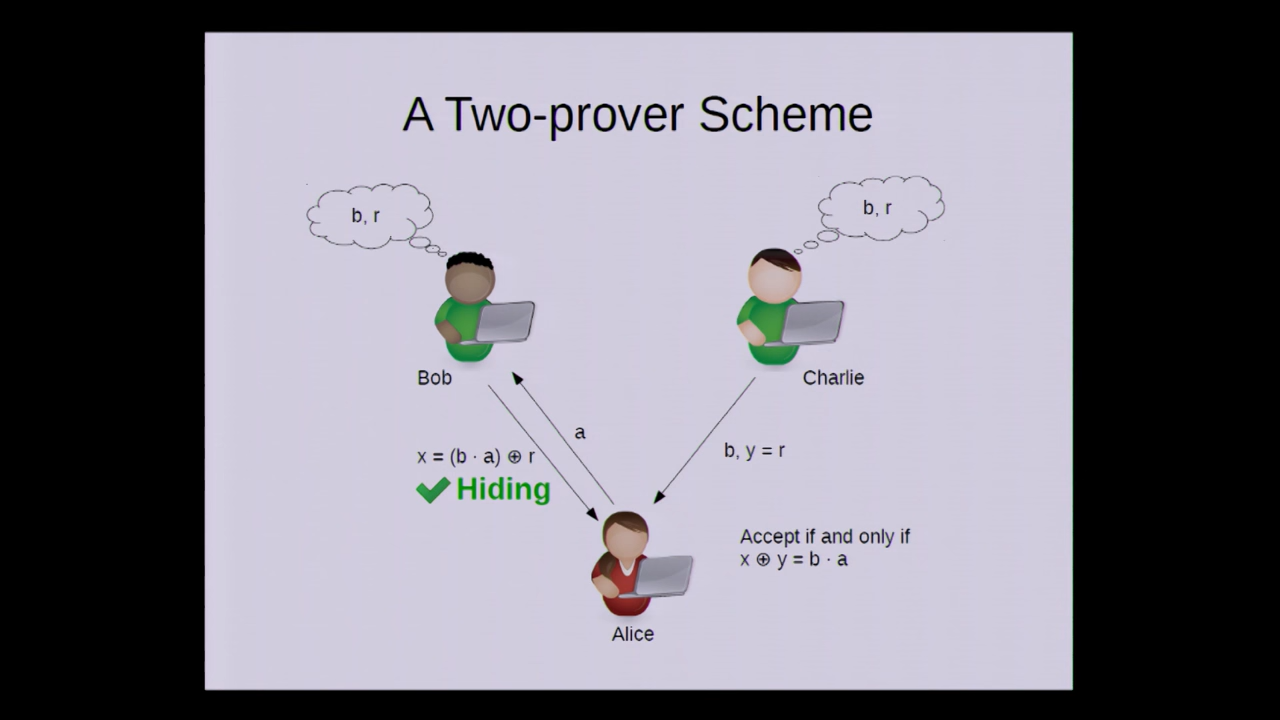 A Two-prover Scheme
b, r
b, r
Bob
Charlie
a
x = (b · a) ⊕ r
b, y = r
Hiding
Accept if and only if
x ⊕ y = b · a
Alice